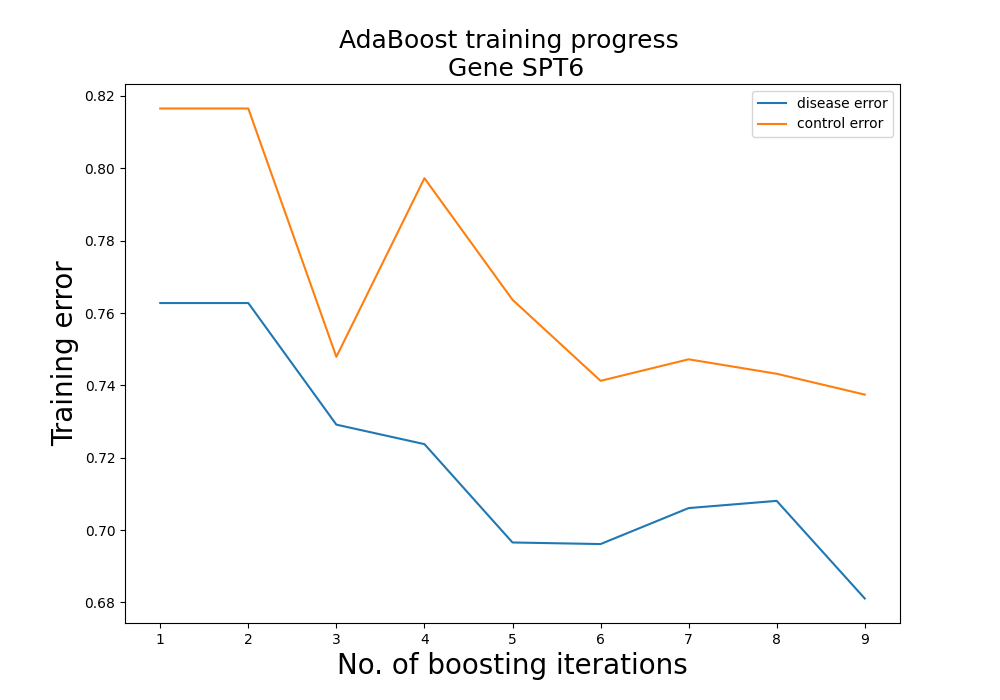 AdaBoost training progress
Gene SPT6
disease error
control error
Training error
0.82
0.80
0.78
0.76
0.74
0.72
0.70
0.68
1 2 3 4 5 6 7 8 9
No. of boosting iterations